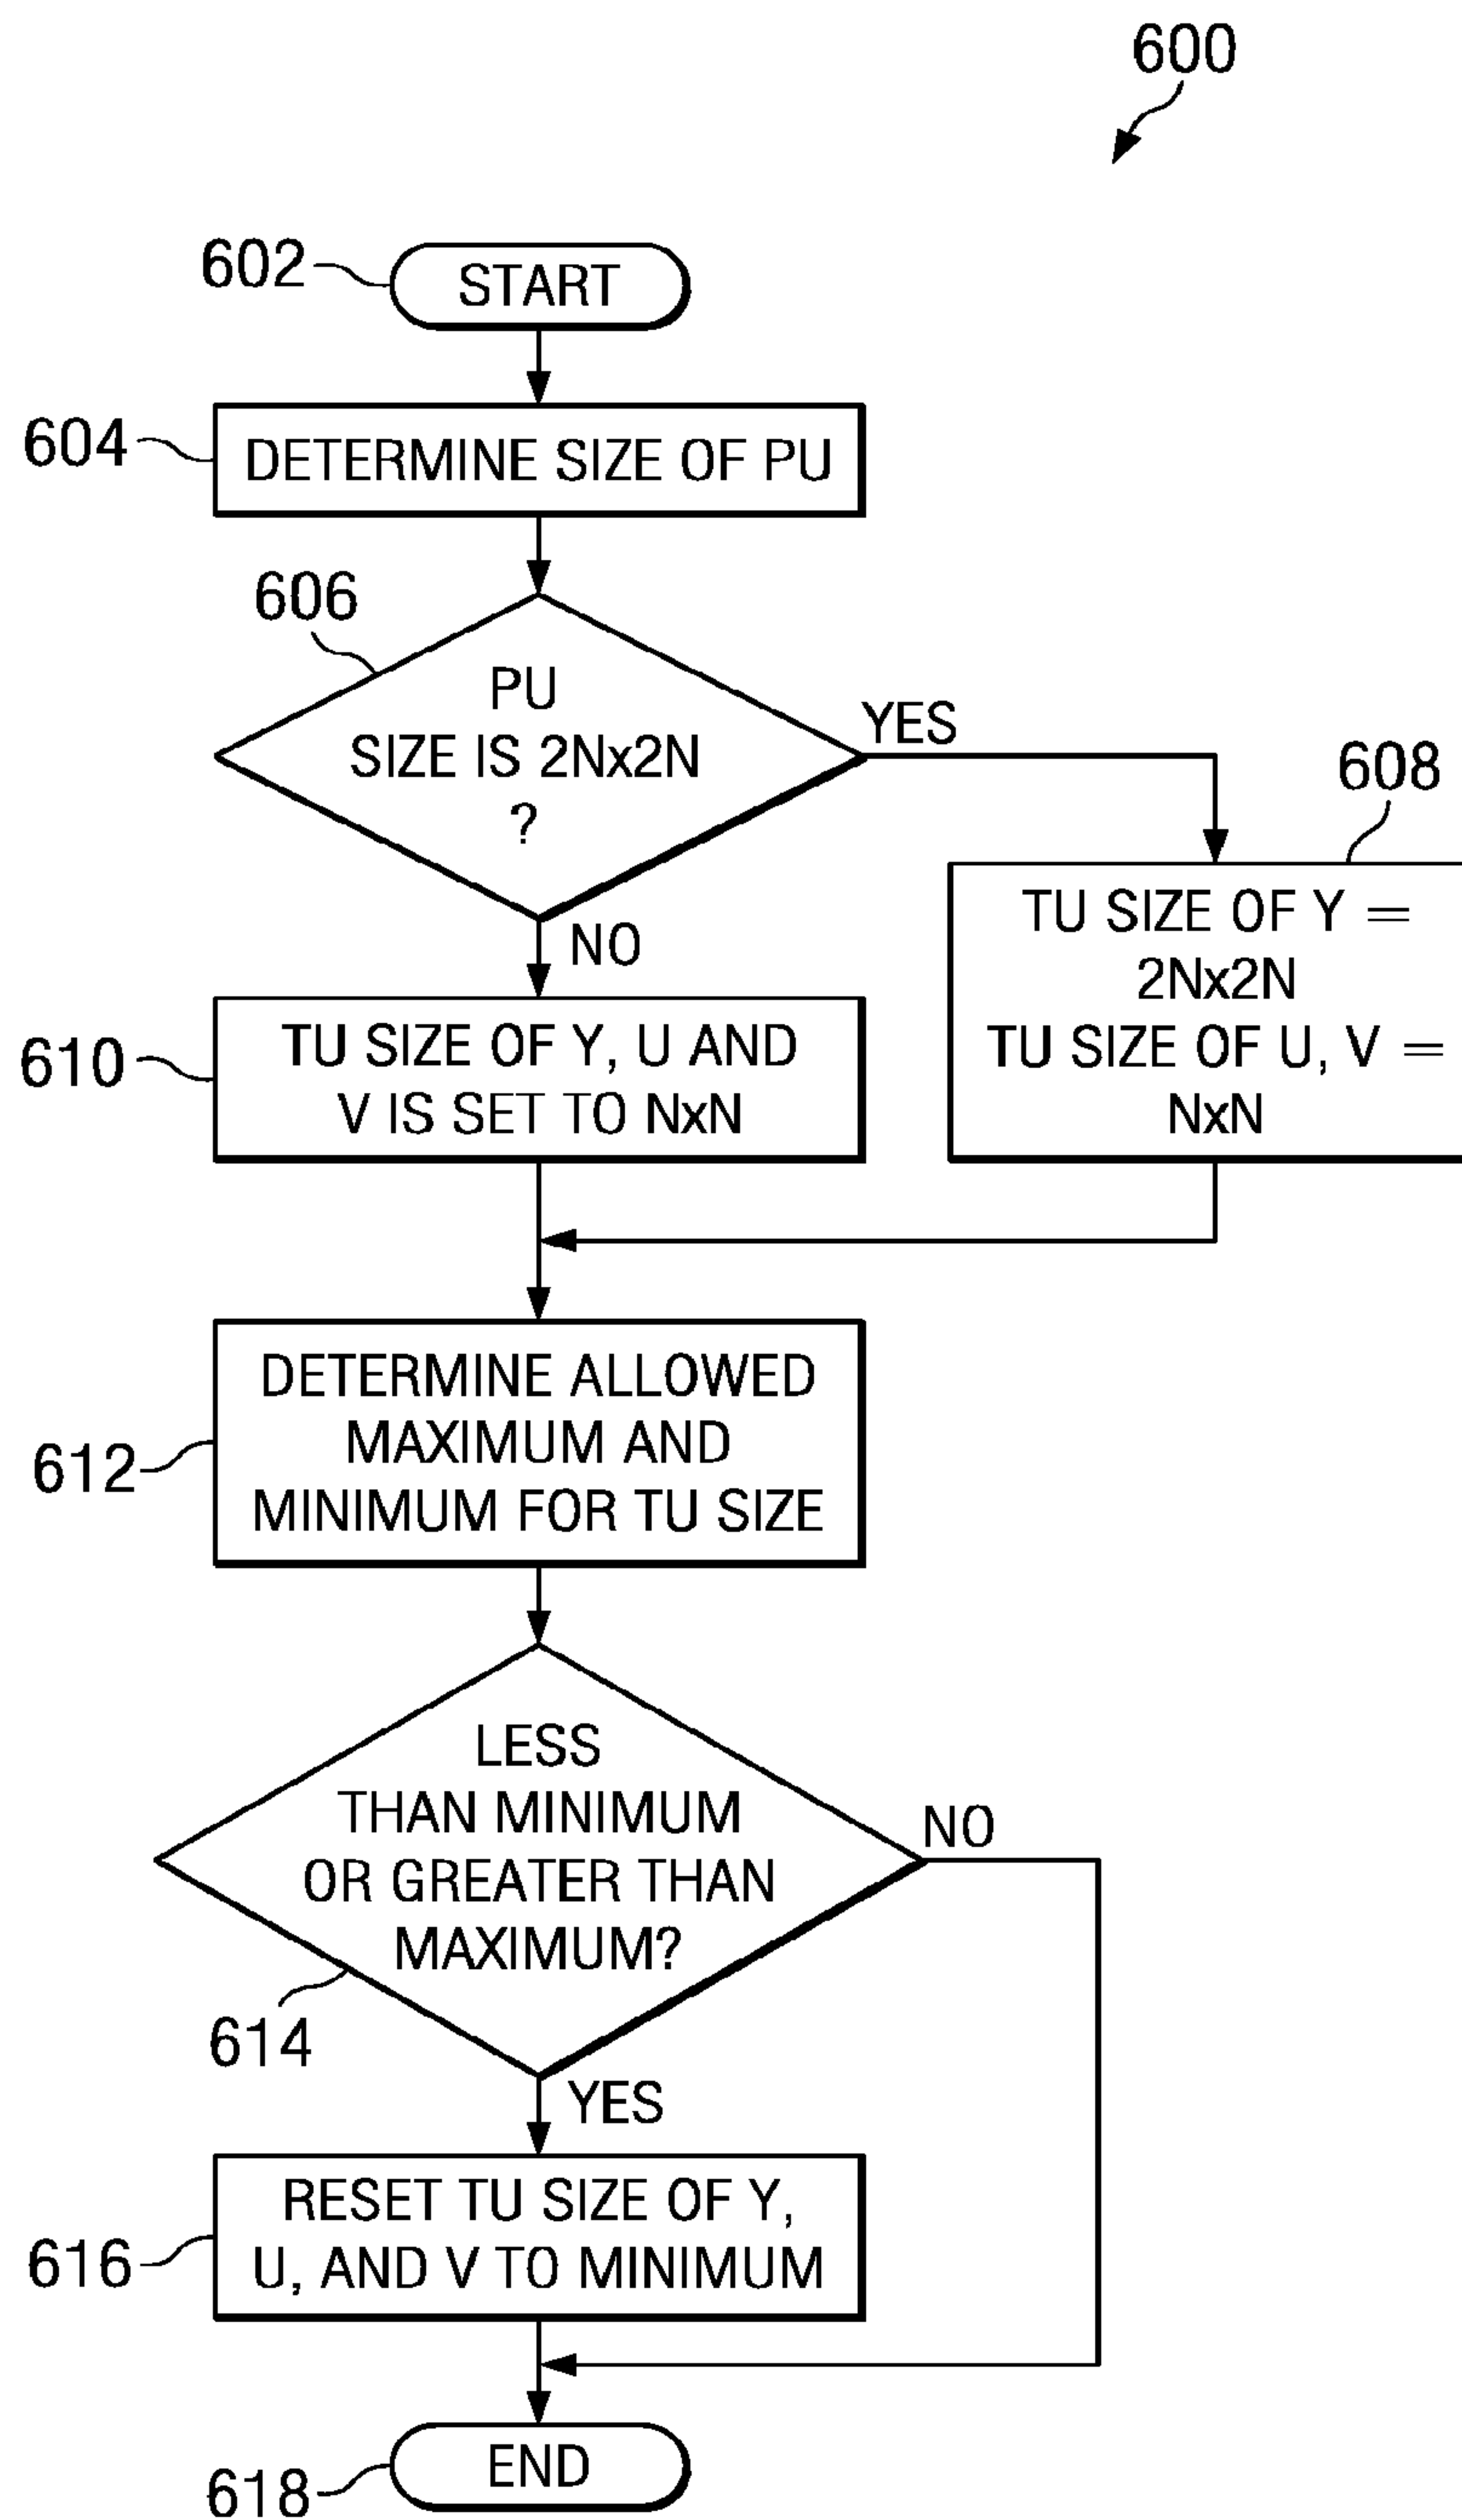 600
602
START
604
DETERMINE SIZE OF PU
606
PU
SIZE IS 2Nx2N
?
YES
608
NO
TU SIZE OF Y =
2Nx2N
TU SIZE OF U, V =
NxN
610
TU SIZE OF Y, U AND
V IS SET TO NxN
612
DETERMINE ALLOWED
MAXIMUM AND
MINIMUM FOR TU SIZE
LESS
THAN MINIMUM
OR GREATER THAN
MAXIMUM?
NO
614
YES
616
RESET TU SIZE OF Y,
U, AND V TO MINIMUM
618
END